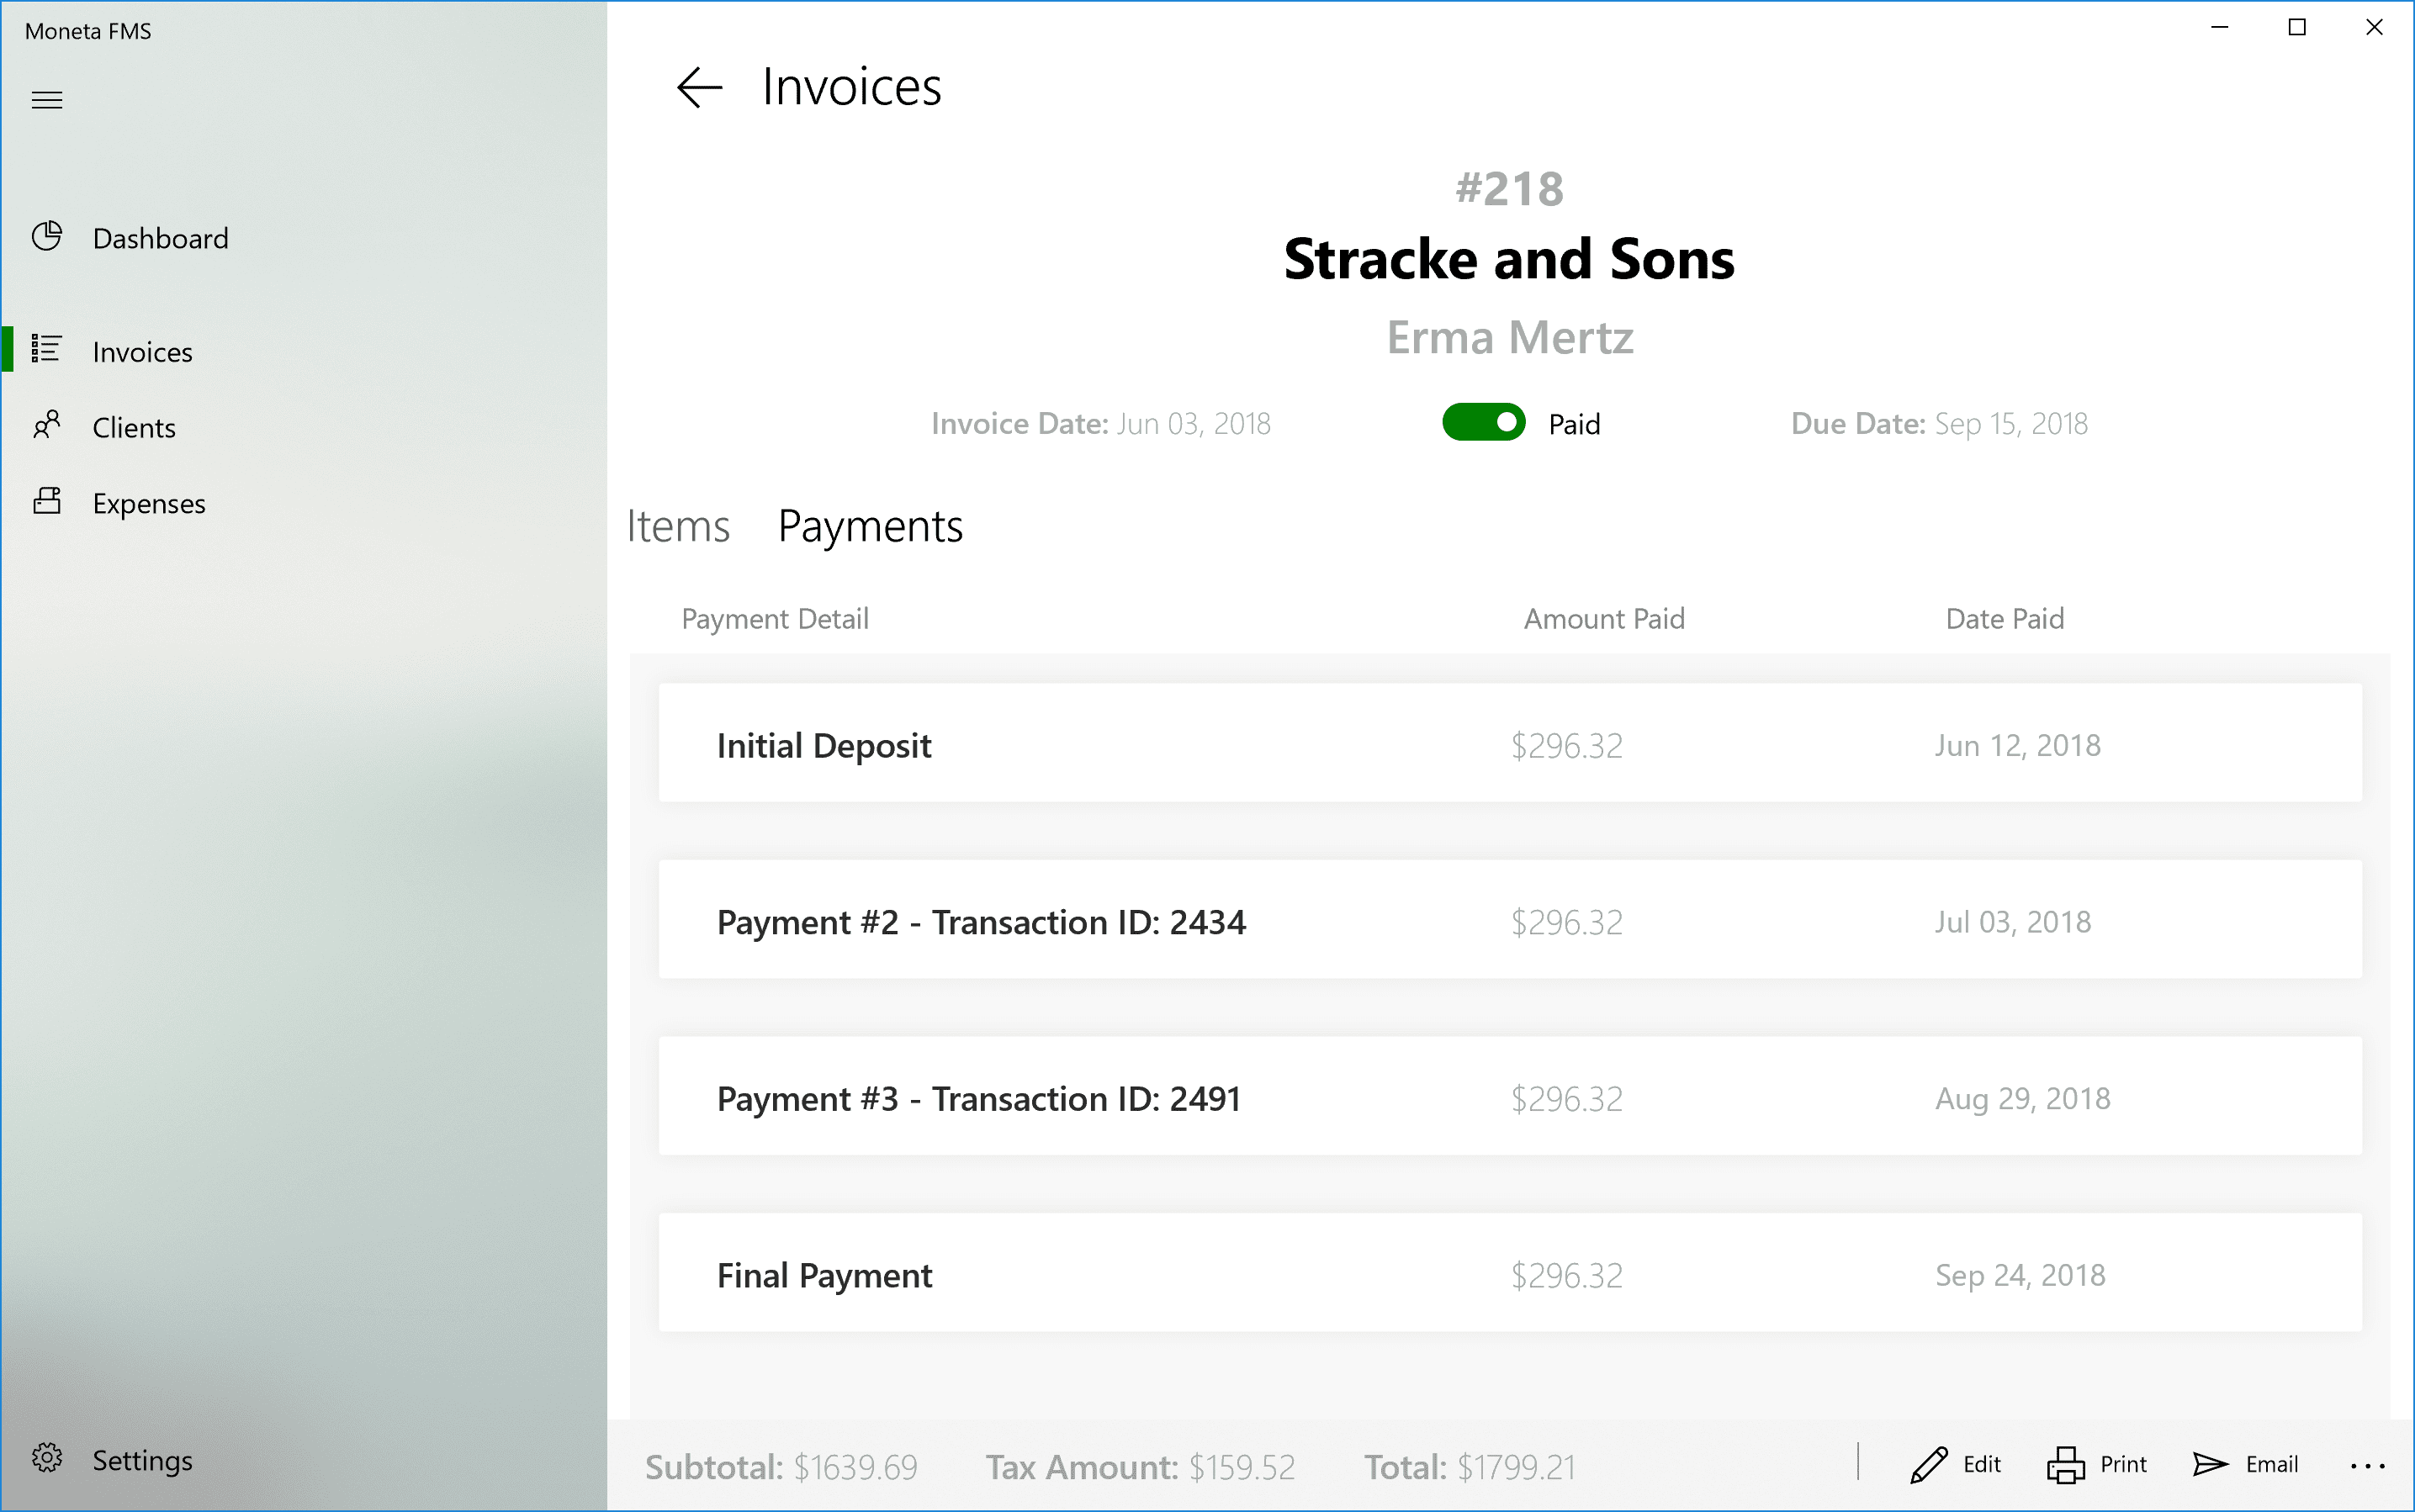 Moneta FMS
Invoices
Dashboard
Invoices
Clients
Expenses
Settings
#218
Stracke and Sons
Erma Mertz
Invoice Date: Jun 03, 2018 Paid Due Date: Sep 15, 2018
Items Payments
Payment Detail Amount Paid Date Paid
Initial Deposit $296.32 Jun 12, 2018
Payment #2 - Transaction ID: 2434 $296.32 Jul 03, 2018
Payment #3 - Transaction ID: 2491 $296.32 Aug 29, 2018
Final Payment $296.32 Sep 24, 2018
Subtotal: $1639.69 Tax Amount: $159.52 Total: $1799.21 Edit Print Email